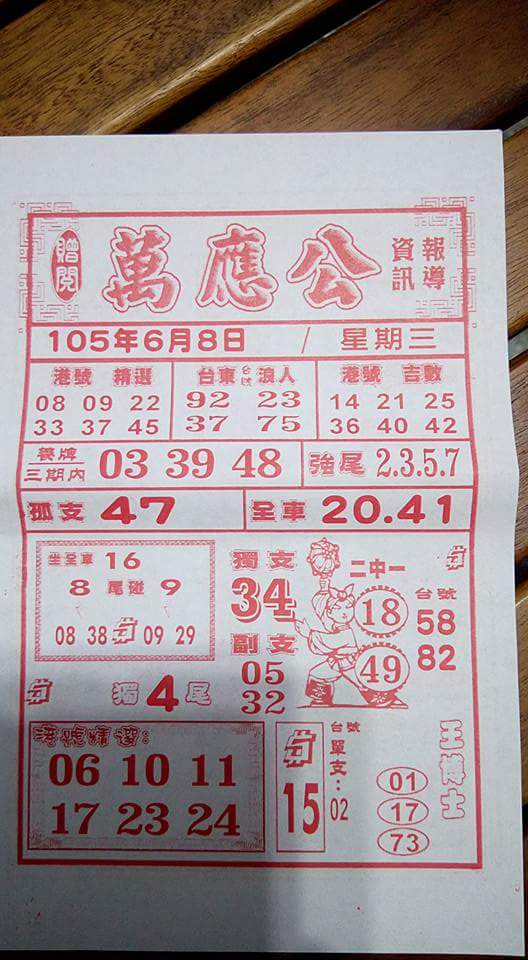 贈閱 萬應公 資訊報導
105年6月8日 / 星期三
港號 精選 台東 台號 浪人 港號 吉數
08 09 22 92 23 14 21 25
33 37 45 37 75 36 40 42
三期內 03 39 48 強尾 2.3.5.7
孤支 47 全車 20.41
坐全車 16
8 尾碰 9
08 38 09 29
獨支
34
副支
05
32
二中一
18
49
台號
58
82
獨 4 尾
港號精選:
06 10 11
17 23 24
15
台號單支:02
01
17
73
王博士